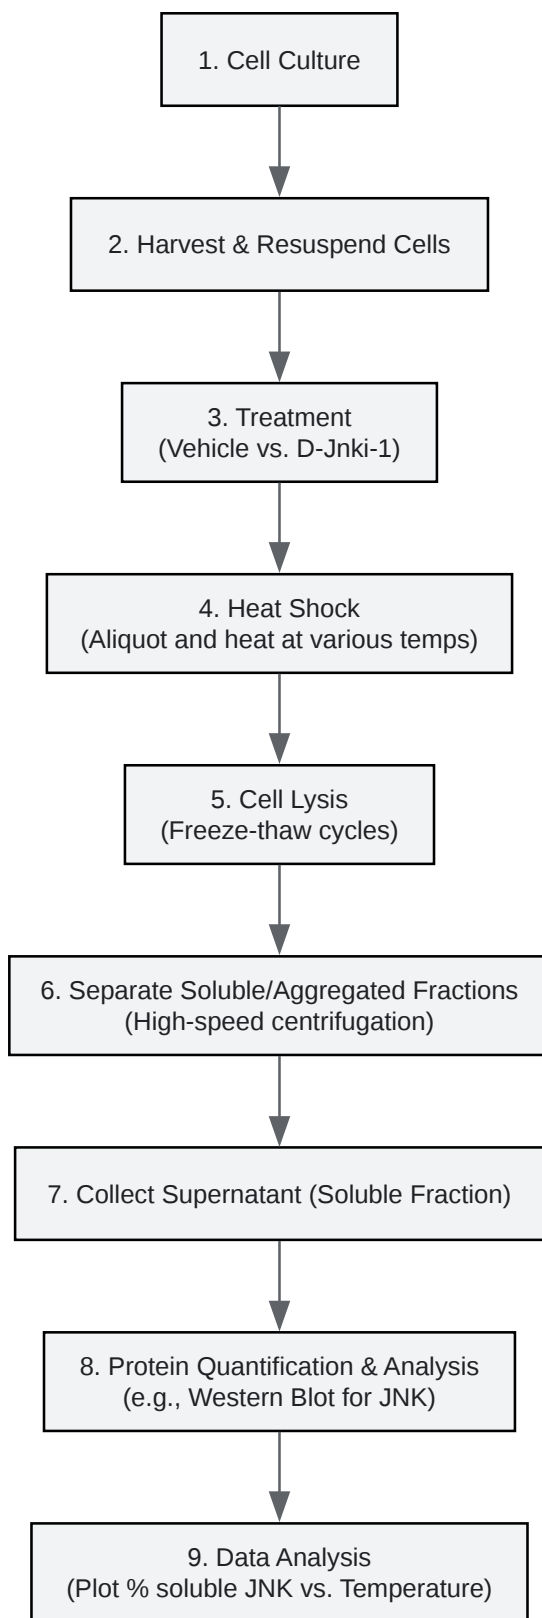 1. Cell Culture
2. Harvest & Resuspend Cells
3. Treatment
(Vehicle vs. D-Jnki-1)
4. Heat Shock
(Aliquot and heat at various temps)
5. Cell Lysis
(Freeze-thaw cycles)
6. Separate Soluble/Aggregated Fractions
(High-speed centrifugation)
7. Collect Supernatant (Soluble Fraction)
8. Protein Quantification & Analysis
(e.g., Western Blot for JNK)
9. Data Analysis
(Plot % soluble JNK vs. Temperature)